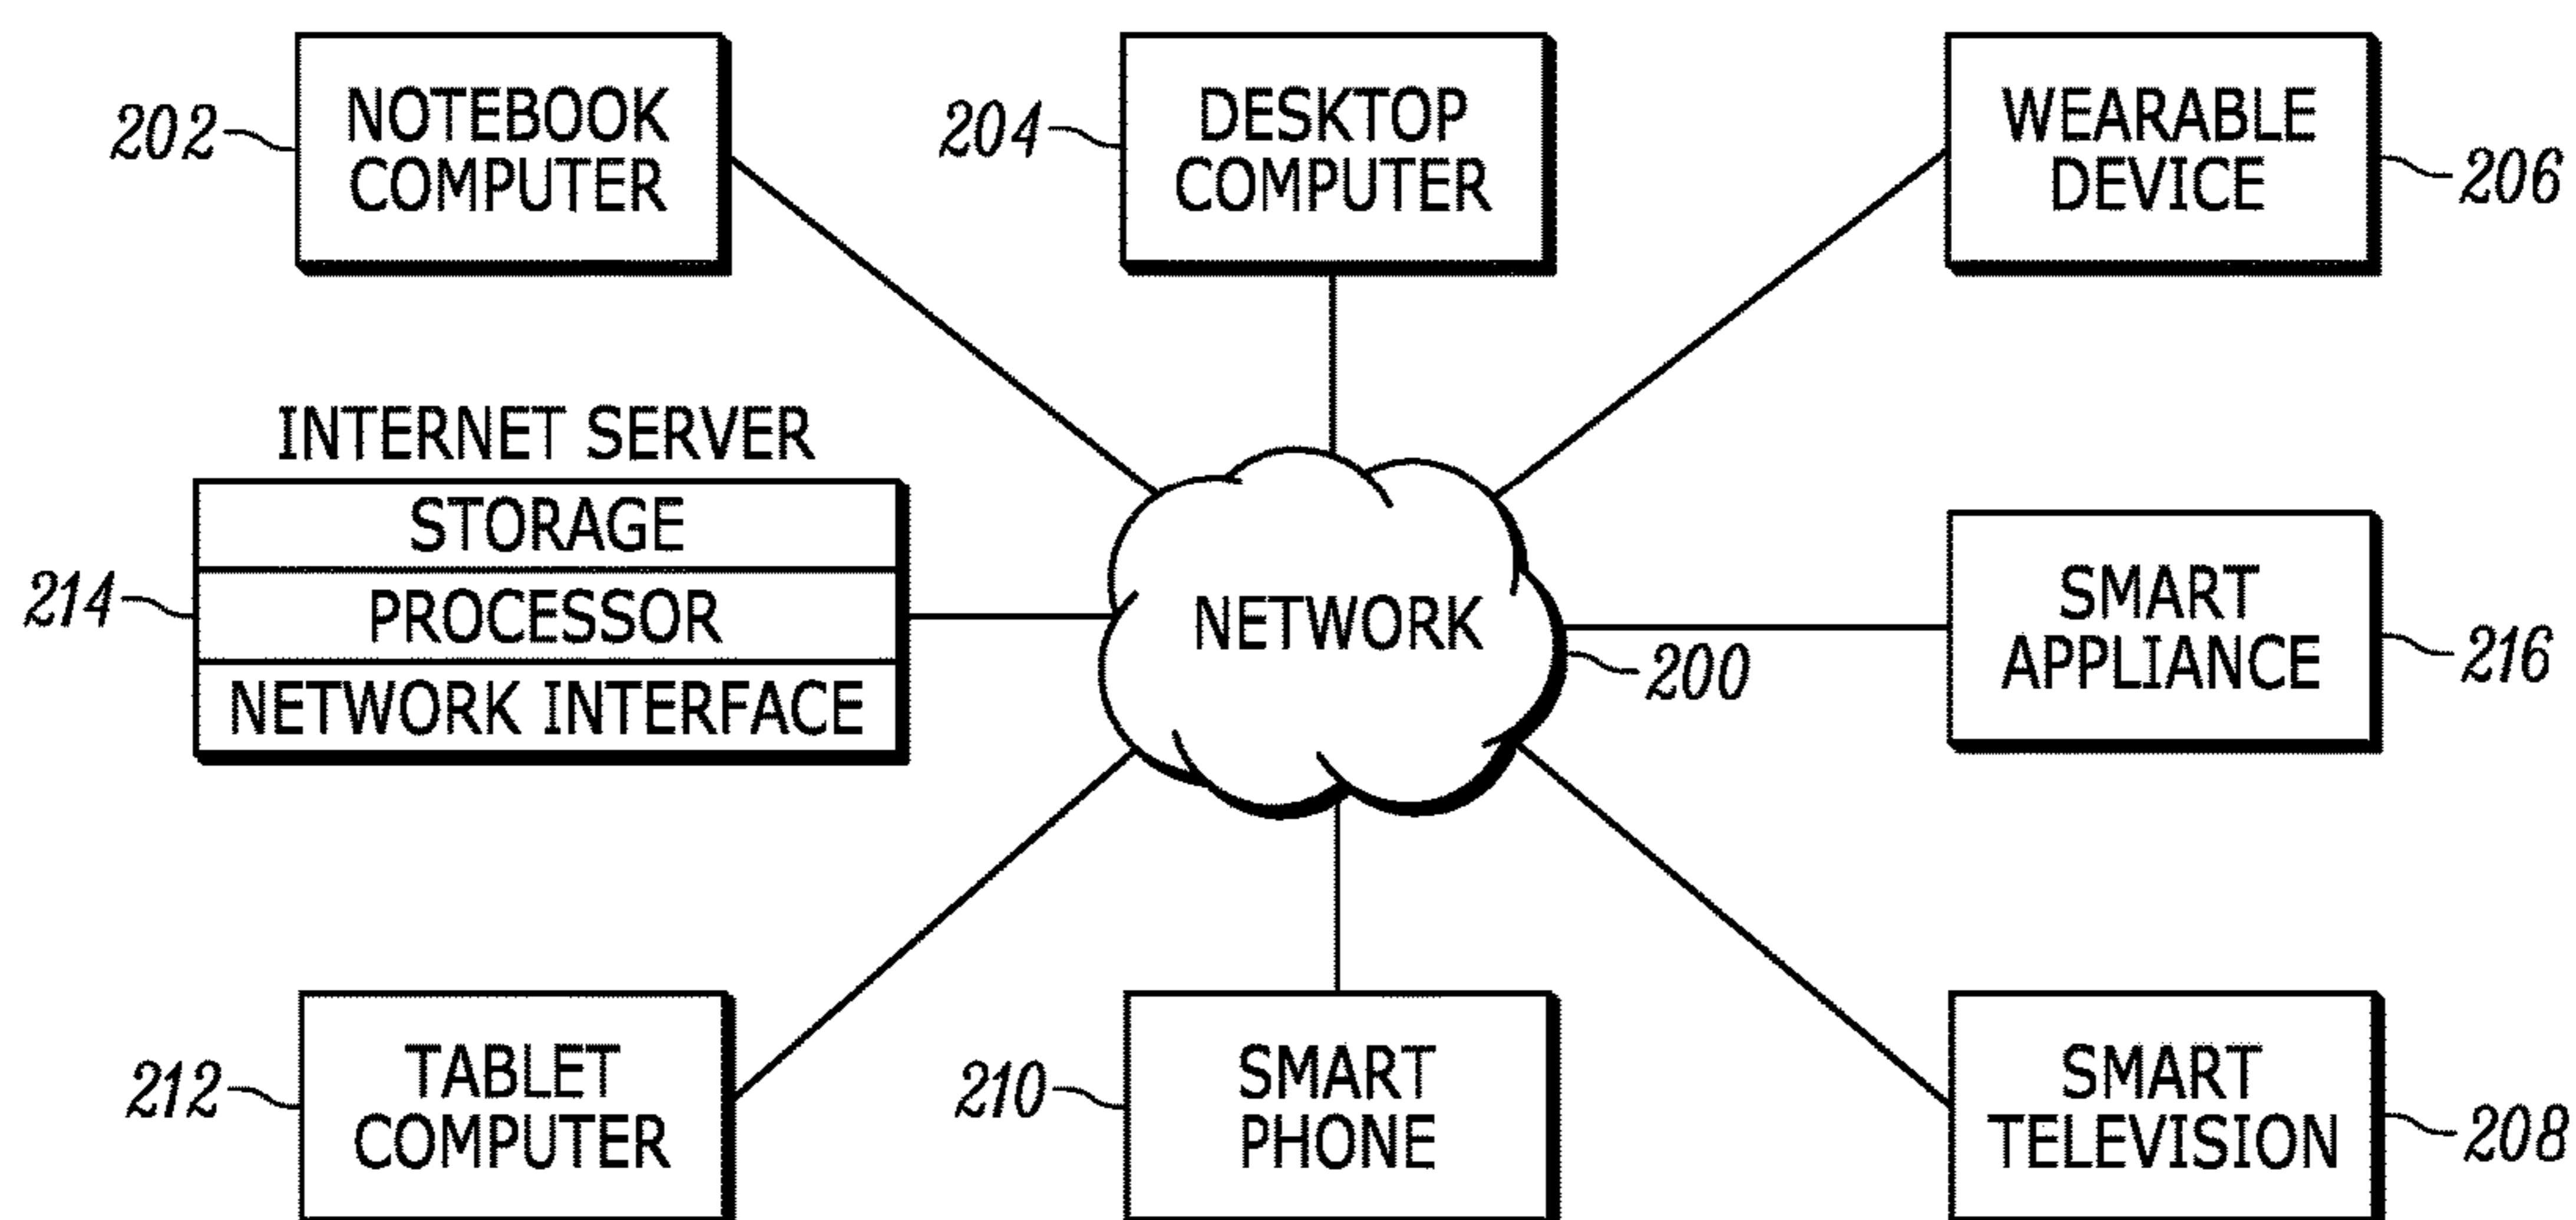 202
NOTEBOOK
COMPUTER
204
DESKTOP
COMPUTER
WEARABLE
DEVICE
206
INTERNET SERVER
STORAGE
214
PROCESSOR
NETWORK INTERFACE
NETWORK
200
SMART
APPLIANCE
216
212
TABLET
COMPUTER
210
SMART
PHONE
SMART
TELEVISION
208